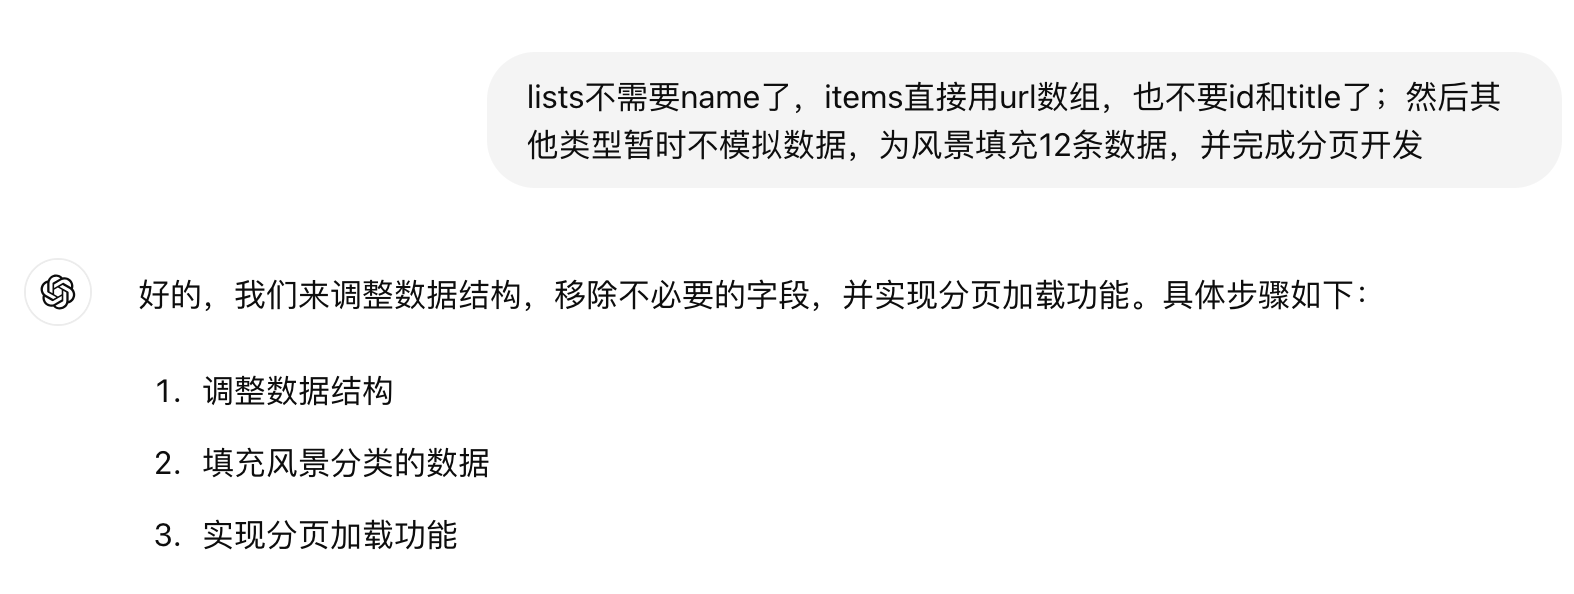 lists不需要name了，items直接用url数组，也不要id和title了；然后其
他类型暂时不模拟数据，为风景填充12条数据，并完成分页开发
好的，我们来调整数据结构，移除不必要的字段，并实现分页加载功能。具体步骤如下：
1. 调整数据结构
2. 填充风景分类的数据
3. 实现分页加载功能